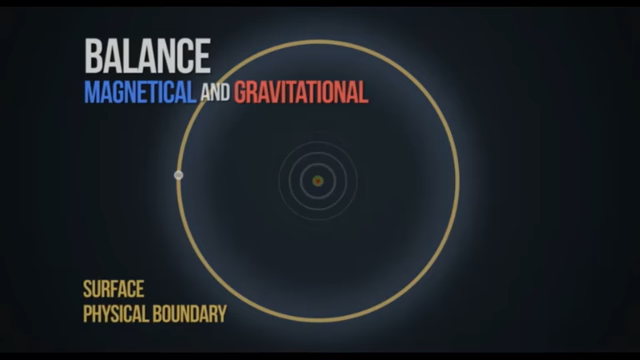 BALANCE
MAGNETICAL AND GRAVITATIONAL
SURFACE
PHYSICAL BOUNDARY